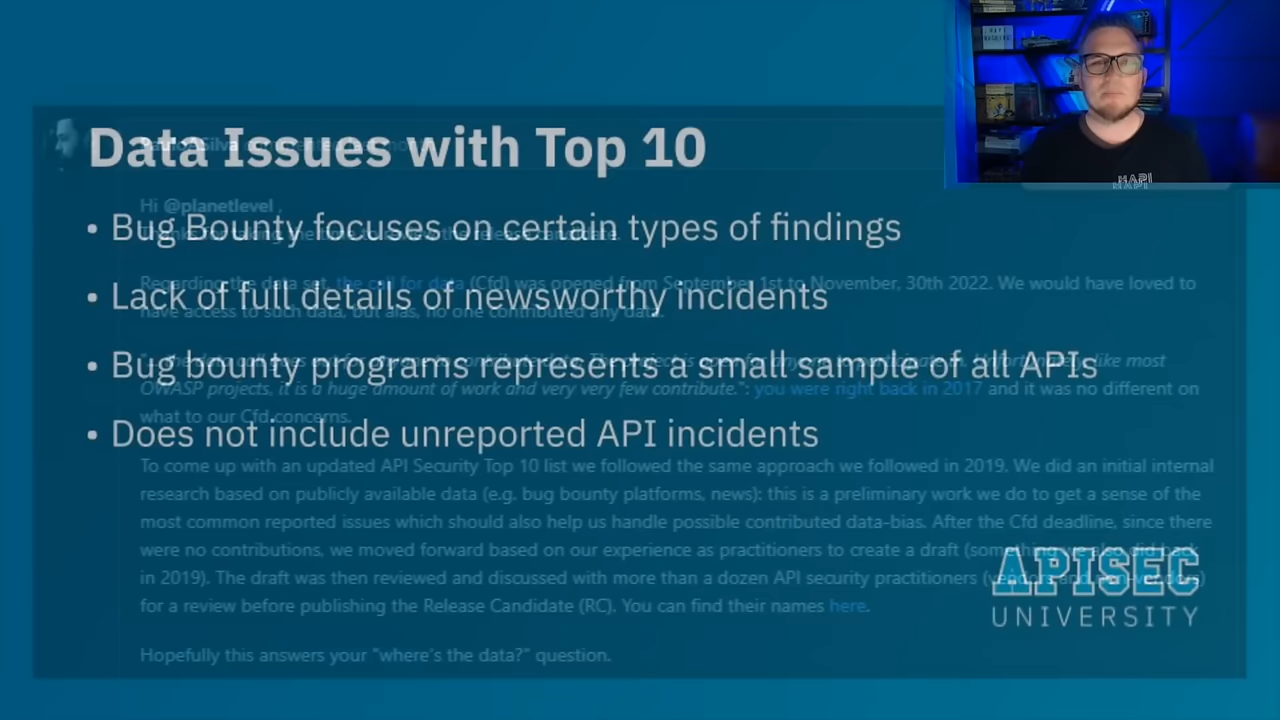 Data Issues with Top 10
Hi @planetlevel ,
• Bug Bounty focuses on certain types of findings
Regarding the data set, the call for data (Cfd) was opened from September 1st to November, 30th 2022. We would have loved to
• Lack of full details of newsworthy incidents
have access to such data, but alas, no one contributed any data.
• Bug bounty programs represents a small sample of all APIs
OWASP projects, it is a huge amount of work and very very few contribute.": you were right back in 2017 and it was no different on
what to our Cfd concerns.
• Does not include unreported API incidents
To come up with an updated API Security Top 10 list we followed the same approach we followed in 2019. We did an initial internal
research based on publicly available data (e.g. bug bounty platforms, news): this is a preliminary work we do to get a sense of the
most common reported issues which should also help us handle possible contributed data-bias. After the Cfd deadline, since there
were no contributions, we moved forward based on our experience as practitioners to create a draft
in 2019). The draft was then reviewed and discussed with more than a dozen API security practitioners
for a review before publishing the Release Candidate (RC). You can find their names here.
Hopefully this answers your "where's the data?" question.
APISEC
UNIVERSITY